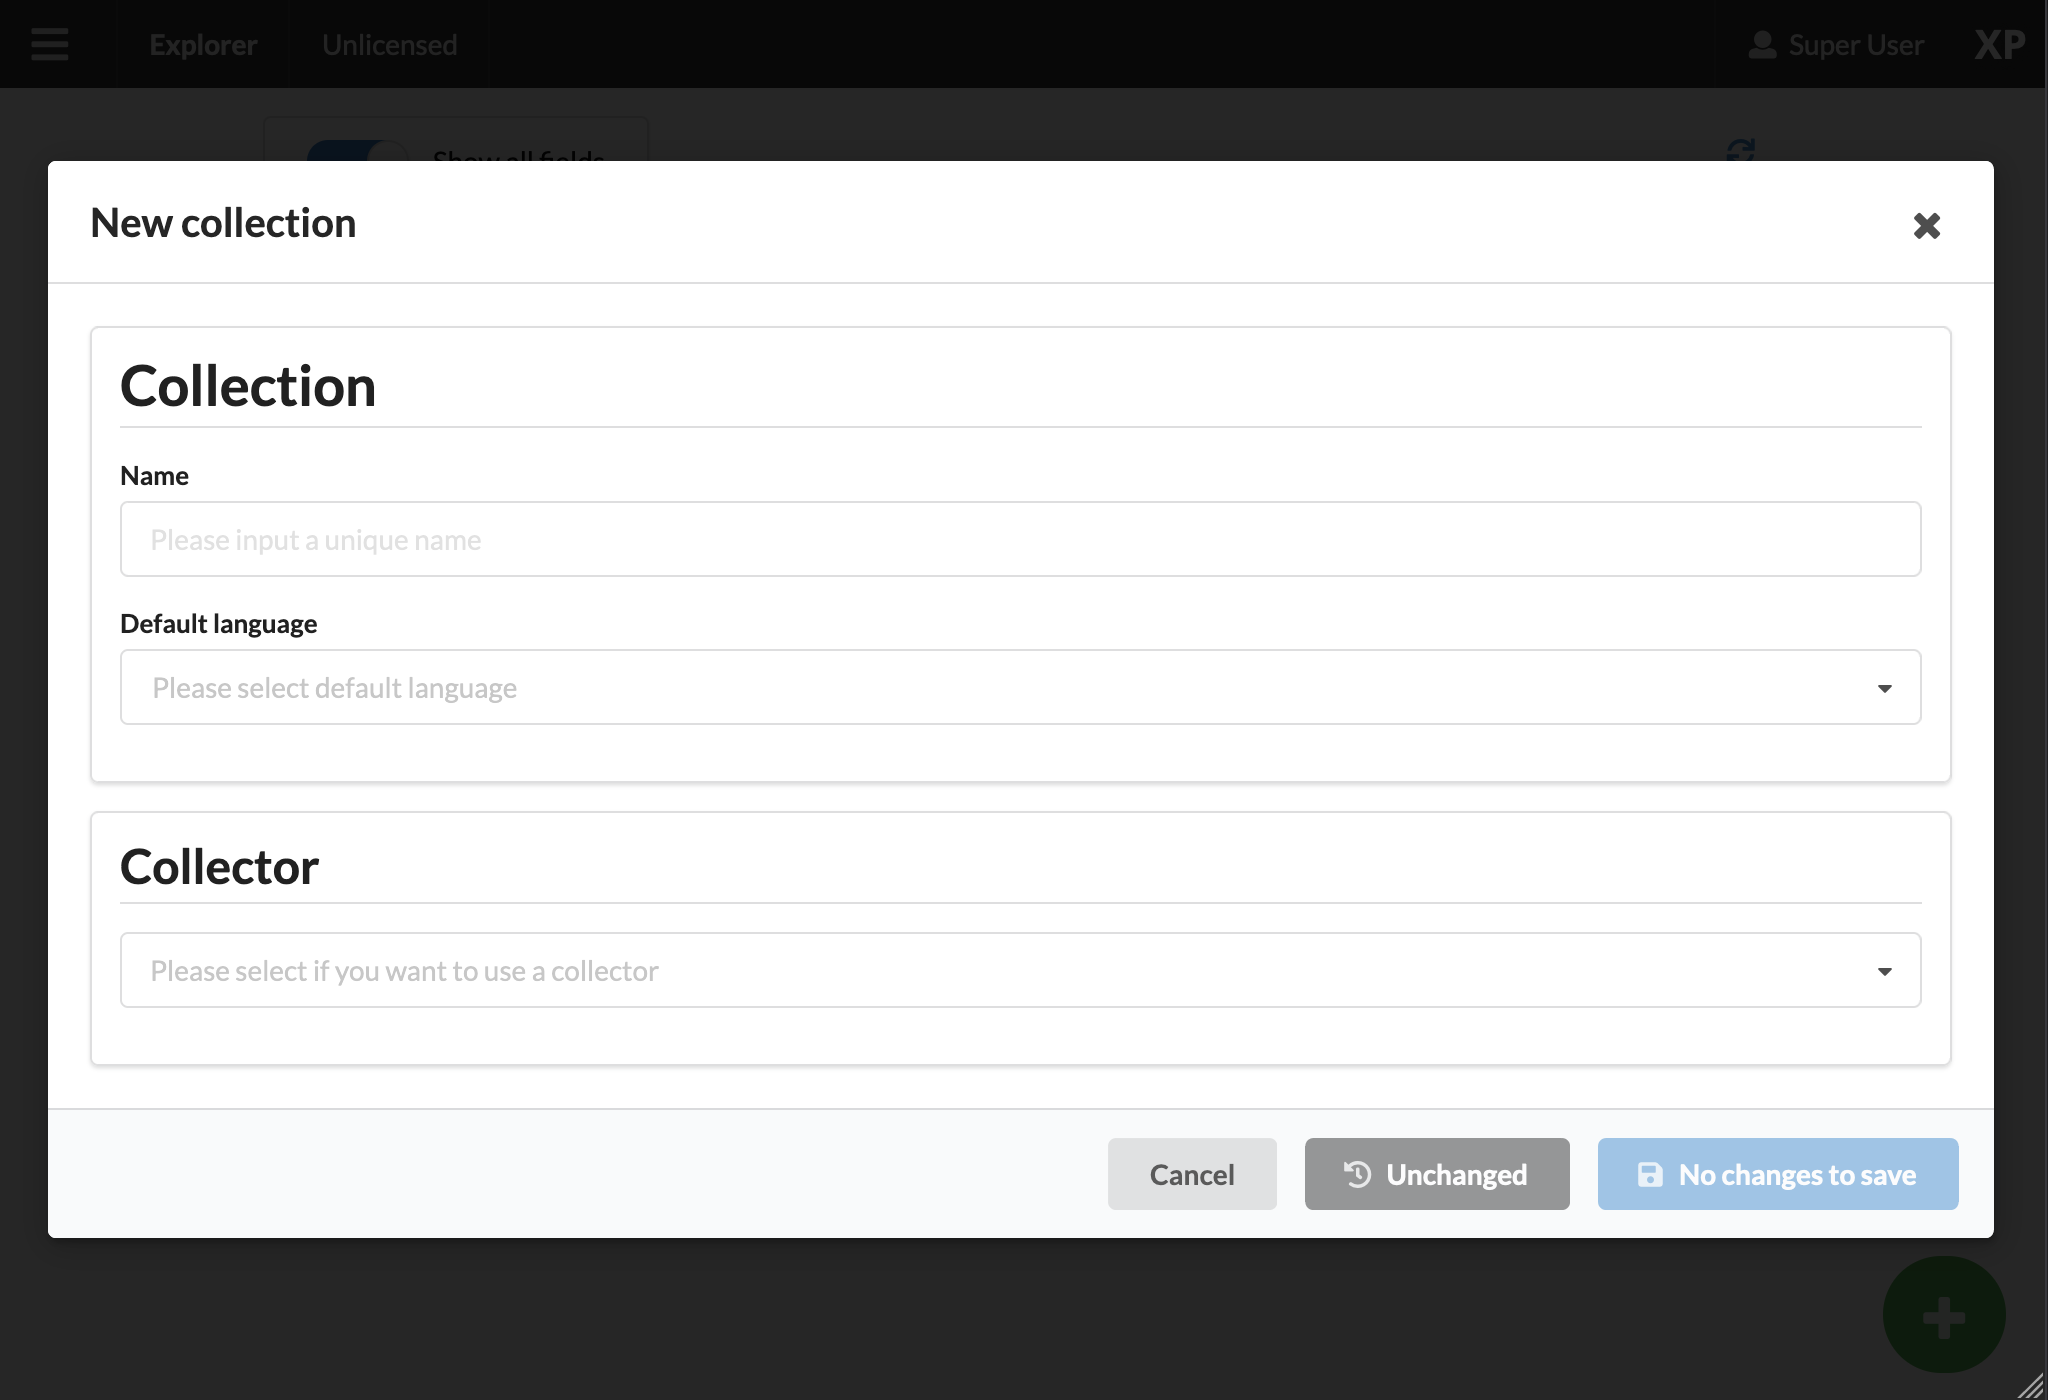 Explorer
Unlicensed
Super User
XP
Show all fields
New collection
Collection
Name
Please input a unique name
Default language
Please select default language
Collector
Please select if you want to use a collector
Cancel
Unchanged
No changes to save